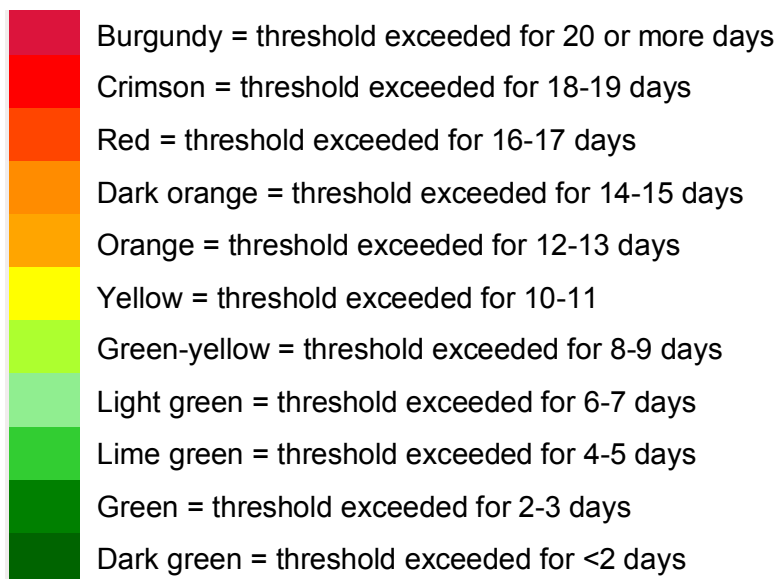 Burgundy = threshold exceeded for 20 or more days
Crimson = threshold exceeded for 18-19 days
Red = threshold exceeded for 16-17 days
Dark orange = threshold exceeded for 14-15 days
Orange = threshold exceeded for 12-13 days
Yellow = threshold exceeded for 10-11
Green-yellow = threshold exceeded for 8-9 days
Light green = threshold exceeded for 6-7 days
Lime green = threshold exceeded for 4-5 days
Green = threshold exceeded for 2-3 days
Dark green = threshold exceeded for <2 days